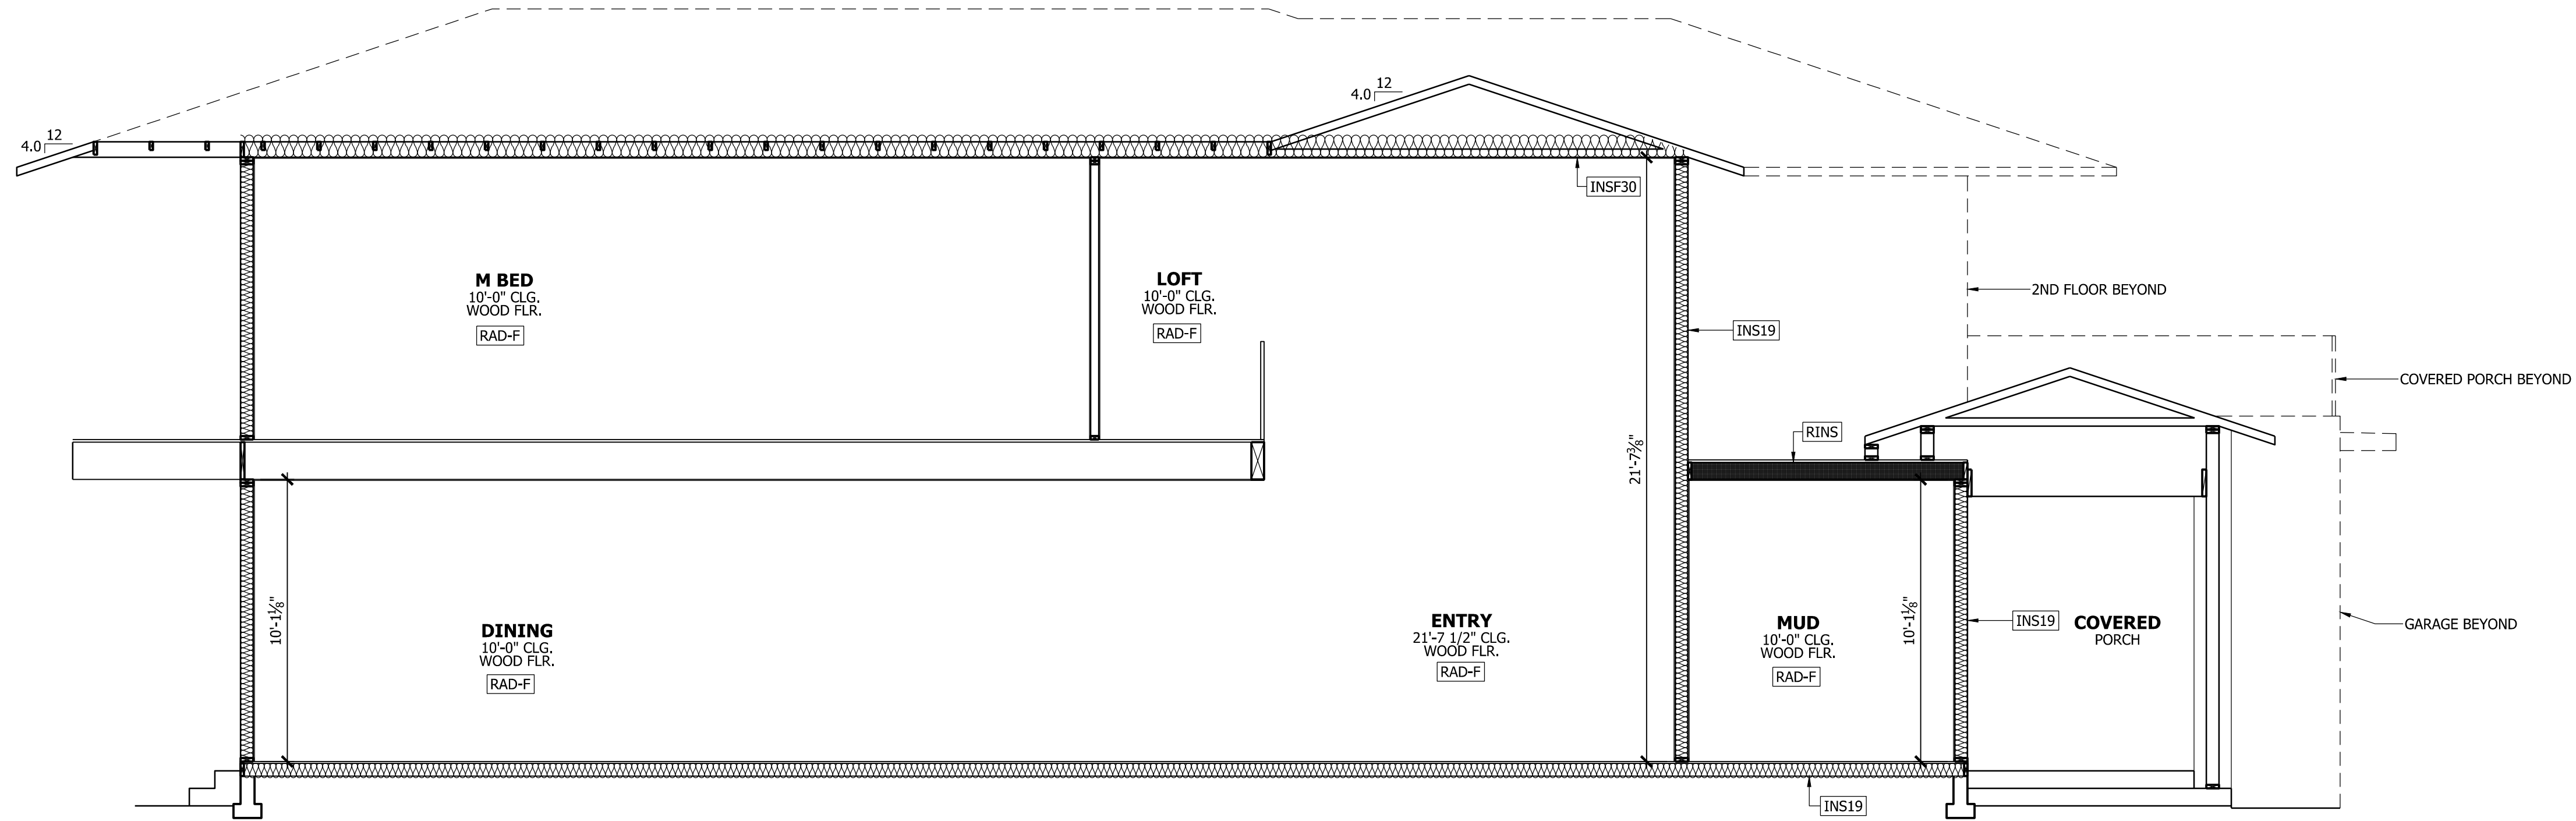 12
4.0
12
4.0
INSF30
M BED
10'-0" CLG.
WOOD FLR.
RAD-F
LOFT
10'-0" CLG.
WOOD FLR.
RAD-F
INS19
2ND FLOOR BEYOND
COVERED PORCH BEYOND
RINS
21'-7⅜"
10'-1⅛"
DINING
10'-0" CLG.
WOOD FLR.
RAD-F
ENTRY
21'-7 1/2" CLG.
WOOD FLR.
RAD-F
MUD
10'-0" CLG.
WOOD FLR.
RAD-F
10'-1⅛"
INS19
COVERED
PORCH
GARAGE BEYOND
INS19